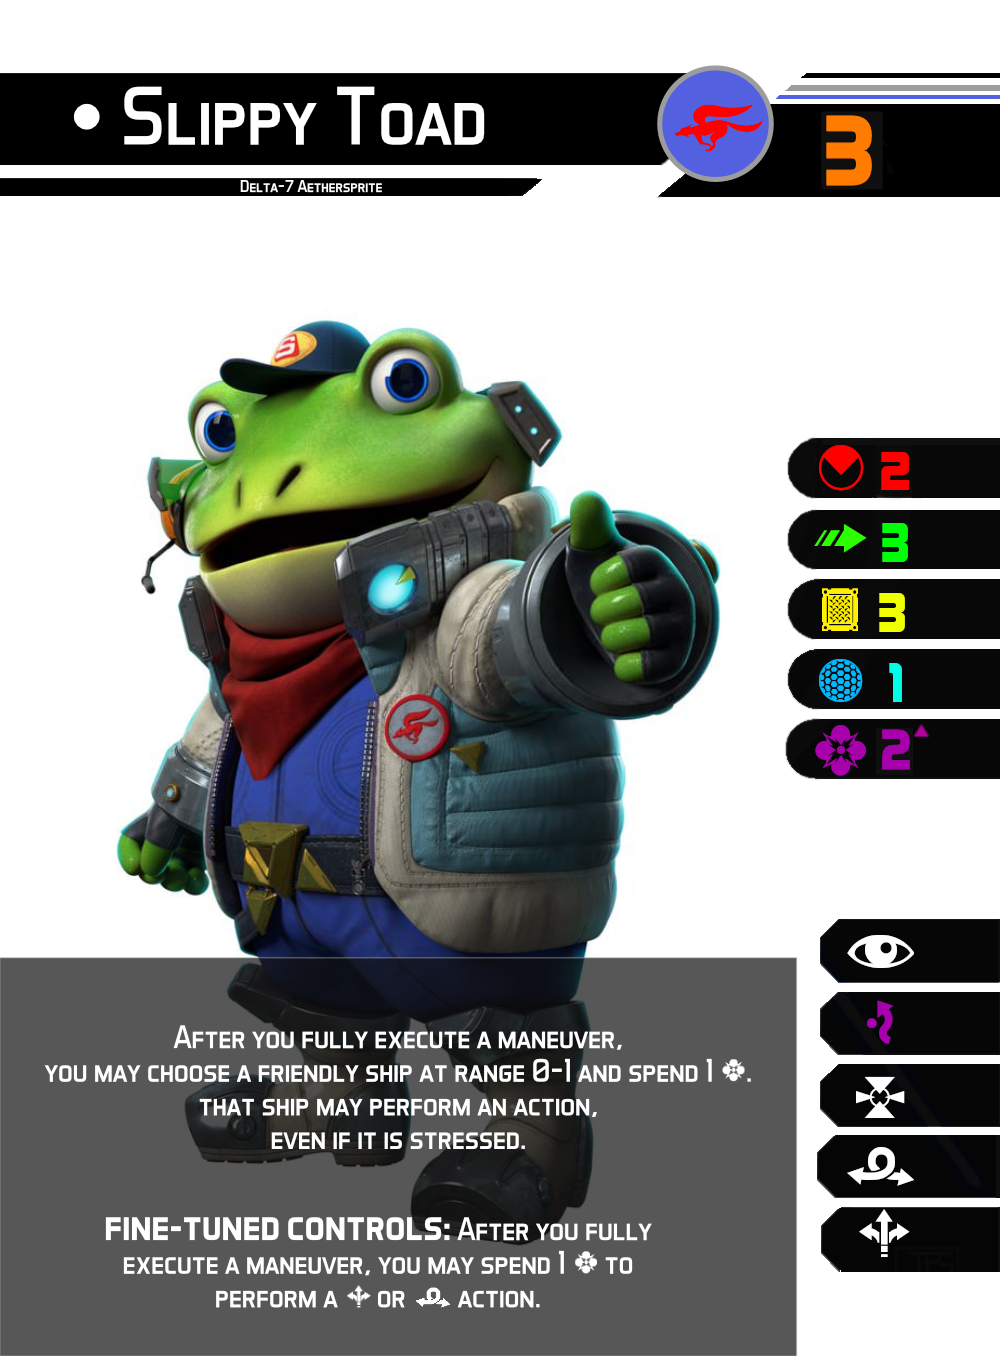 • Slippy Toad
3
Delta-7 Aethersprite
S
2
3
3
1
2
After you fully execute a maneuver,
you may choose a friendly ship at range 0-1 and spend 1 .
that ship may perform an action,
even if it is stressed.
FINE-TUNED CONTROLS: After you fully
execute a maneuver, you may spend 1 to
perform a or action.